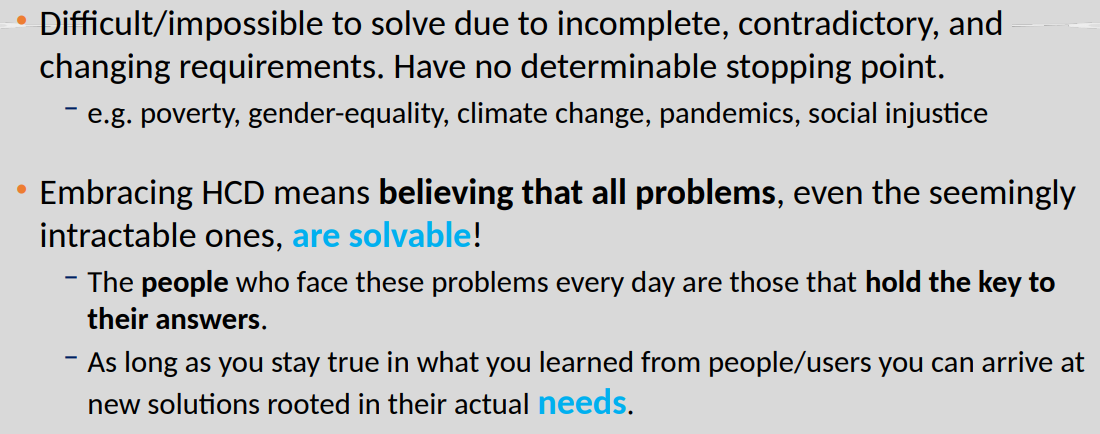 • Difficult/impossible to solve due to incomplete, contradictory, and
changing requirements. Have no determinable stopping point.
– e.g. poverty, gender-equality, climate change, pandemics, social injustice
• Embracing HCD means believing that all problems, even the seemingly
intractable ones, are solvable!
– The people who face these problems every day are those that hold the key to
their answers.
– As long as you stay true in what you learned from people/users you can arrive at
new solutions rooted in their actual needs.